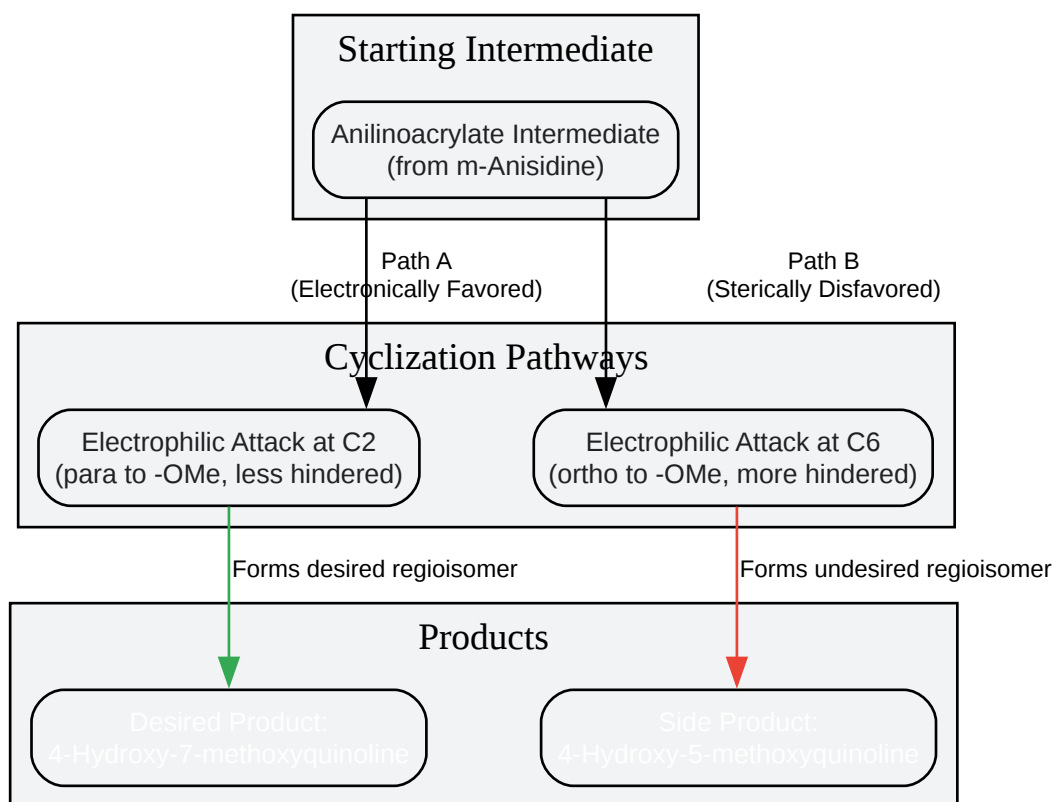 Starting Intermediate
Anilinoacrylate Intermediate
(from m-Anisidine)
Path A
(Electronically Favored)
Path B
(Sterically Disfavored)
Cyclization Pathways
Electrophilic Attack at C2
(para to -OMe, less hindered)
Electrophilic Attack at C6
(ortho to -OMe, more hindered)
Forms desired regioisomer
Forms undesired regioisomer
Products
Desired Product:
4-Hydroxy-7-methoxyquinoline
Side Product:
4-Hydroxy-5-methoxyquinoline